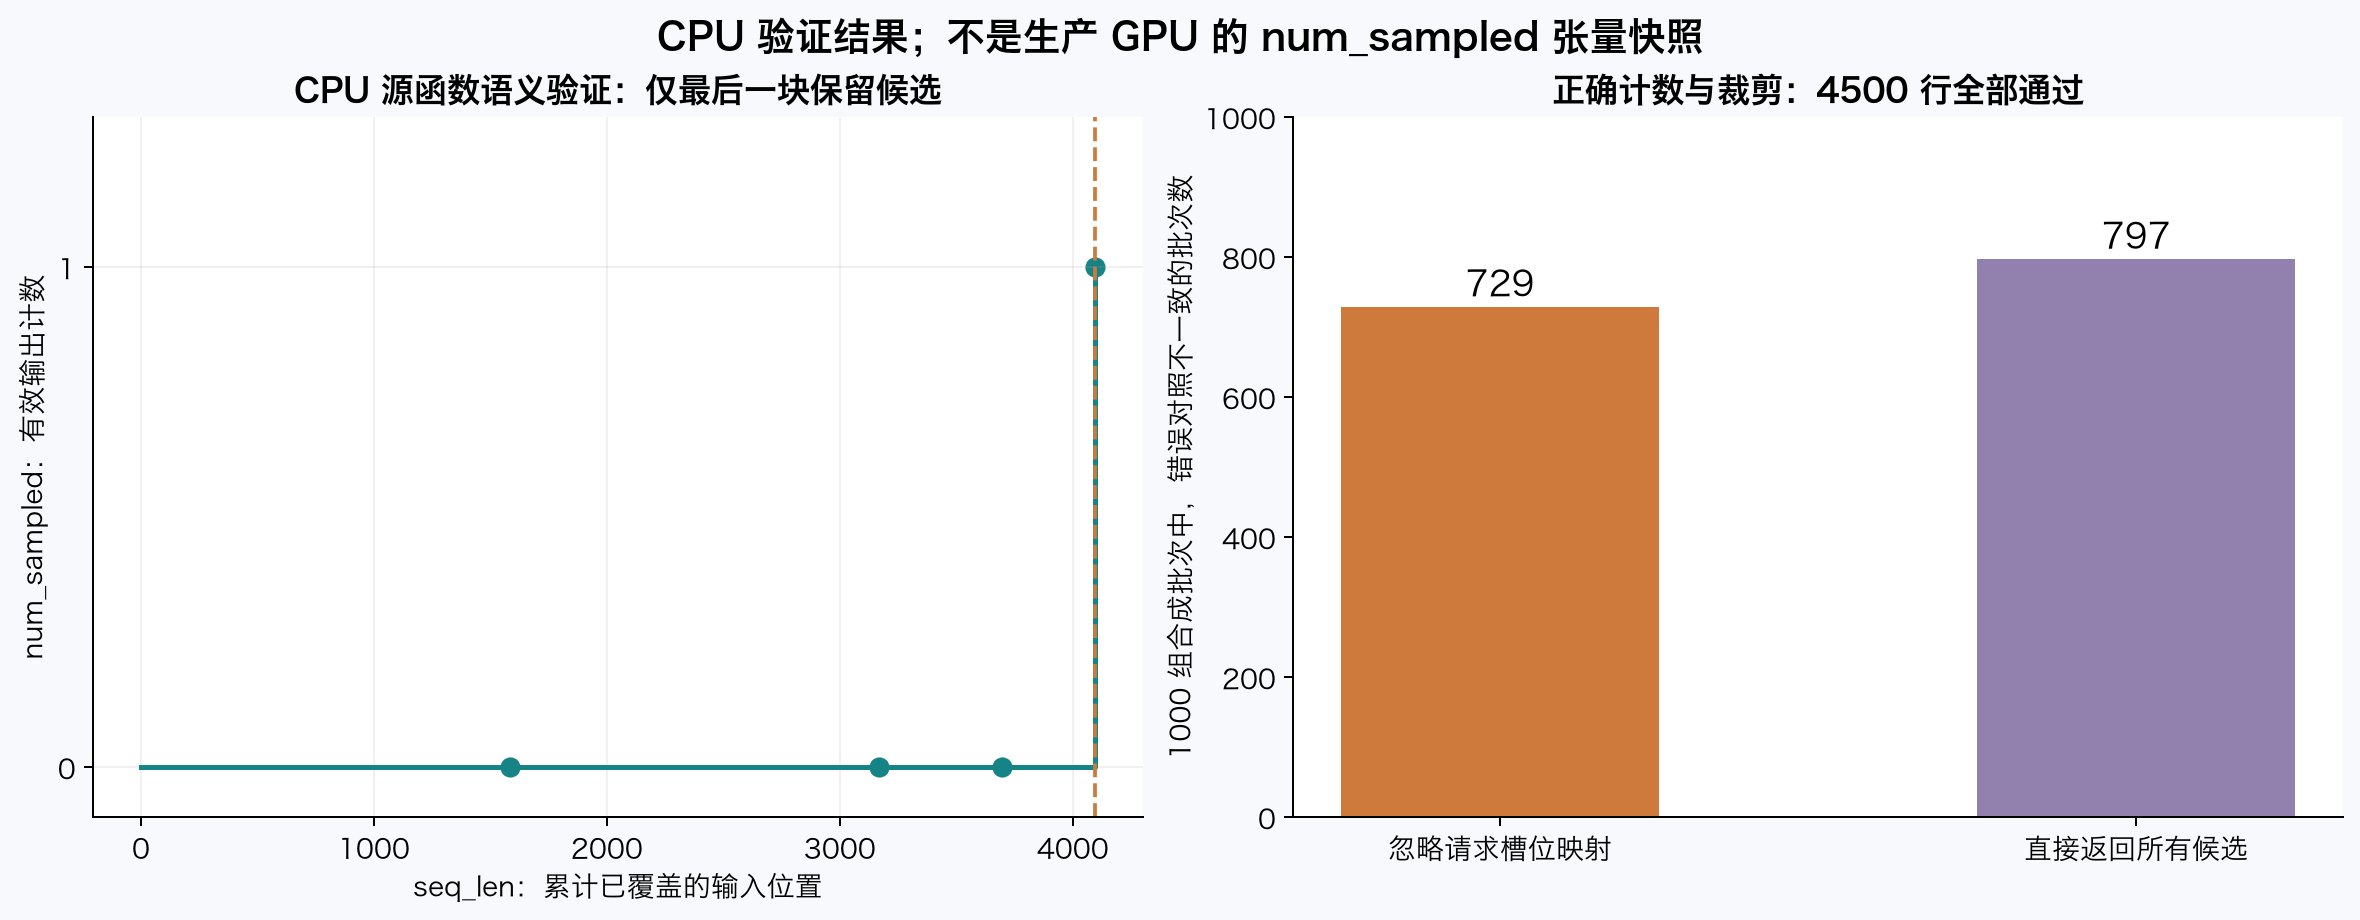 CPU 验证结果；不是生产 GPU 的 num_sampled 张量快照
CPU 源函数语义验证：仅最后一块保留候选
num_sampled：有效输出计数
1
0
0
1000
2000
3000
4000
seq_len：累计已覆盖的输入位置
正确计数与裁剪：4500 行全部通过
1000 组合成批次中，错误对照不一致的批次数
1000
800
600
400
200
0
729
797
忽略请求槽位映射
直接返回所有候选